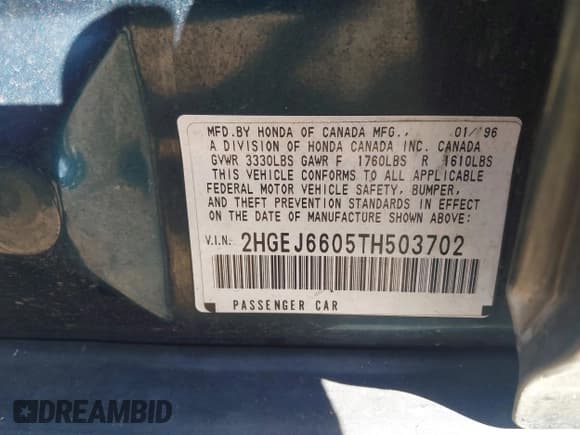 MFD.BY HONDA OF CANADA MFG., 01/'96
A DIVISION OF HONDA CANADA INC. CANADA
GVWR 3330LBS GAWR F 1760LBS R 1610LBS
THIS VEHICLE CONFORMS TO ALL APPLICABLE
FEDERAL MOTOR VEHICLE SAFETY, BUMPER,
AND THEFT PREVENTION STANDARDS IN EFFECT
ON THE DATE OF MANUFACTURE SHOWN ABOVE:
V.I.N: 2HGEJ6605TH503702
PASSENGER CAR
DREAMBID